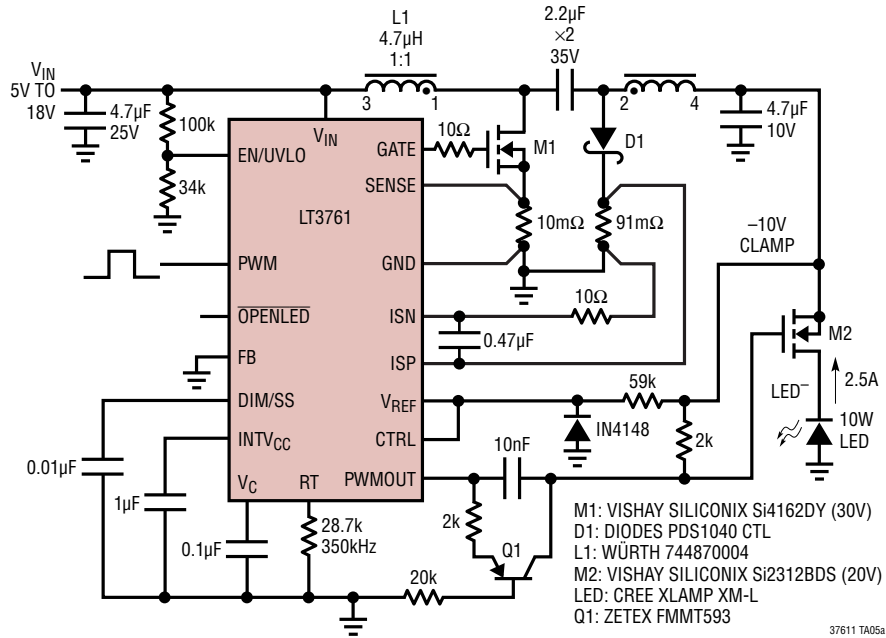 L1
4.7µH
1:1
2.2µF
×2
35V
VIN
5V TO
18V
4.7µF
25V
100k
34k
3
1
2
4
4.7µF
10V
10Ω
M1
D1
10mΩ
91mΩ
–10V
CLAMP
VIN
EN/UVLO
LT3761
PWM
OPENLED
FB
DIM/SS
INTVCC
VC
RT
GATE
SENSE
GND
ISN
ISP
VREF
CTRL
PWMOUT
10Ω
0.47µF
59k
IN4148
2k
10nF
M2
LED–
2.5A
10W
LED
0.01µF
1µF
0.1µF
28.7k
350kHz
2k
Q1
20k
M1: VISHAY SILICONIX Si4162DY (30V)
D1: DIODES PDS1040 CTL
L1: WÜRTH 744870004
M2: VISHAY SILICONIX Si2312BDS (20V)
LED: CREE XLAMP XM-L
Q1: ZETEX FMMT593
37611 TA05a